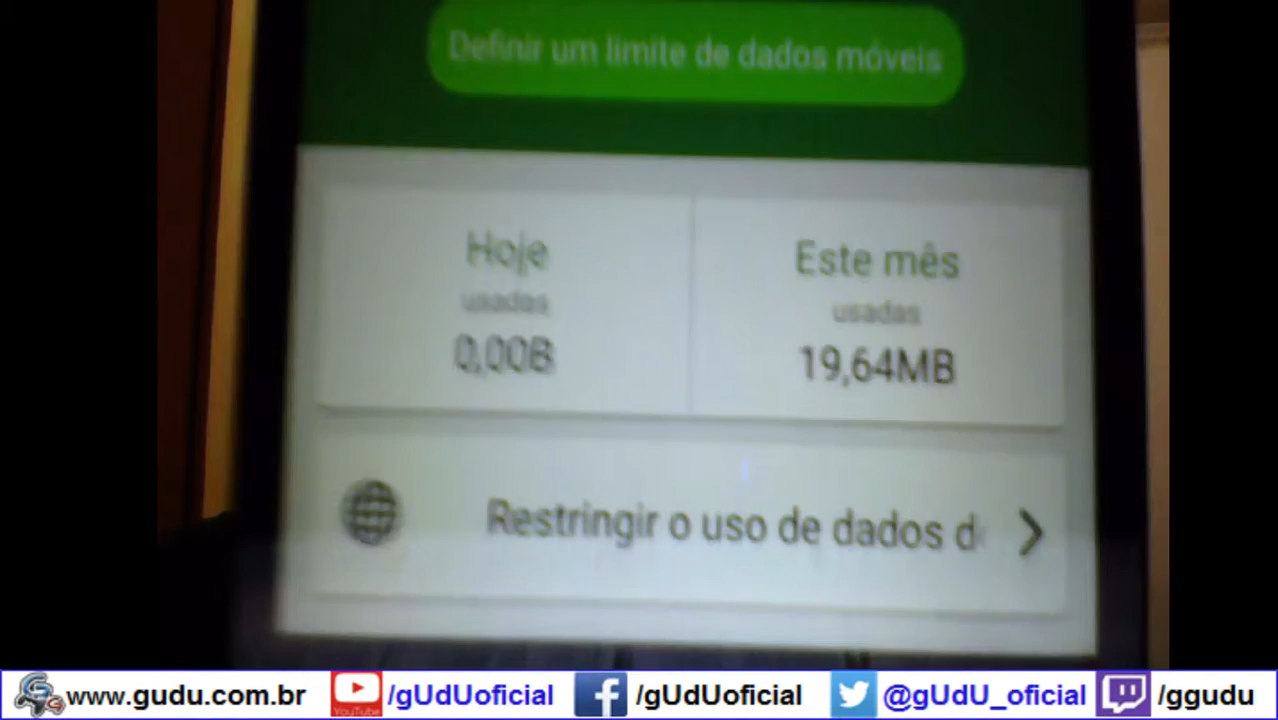 Definir um limite de dados móveis
Hoje
usadas
0,00B
Este mês
usadas
19,64MB
Restringir o uso de dados d
www.gudu.com.br
YouTube
/gUdUoficial
/gUdUoficial
@gUdU_oficial
/ggudu